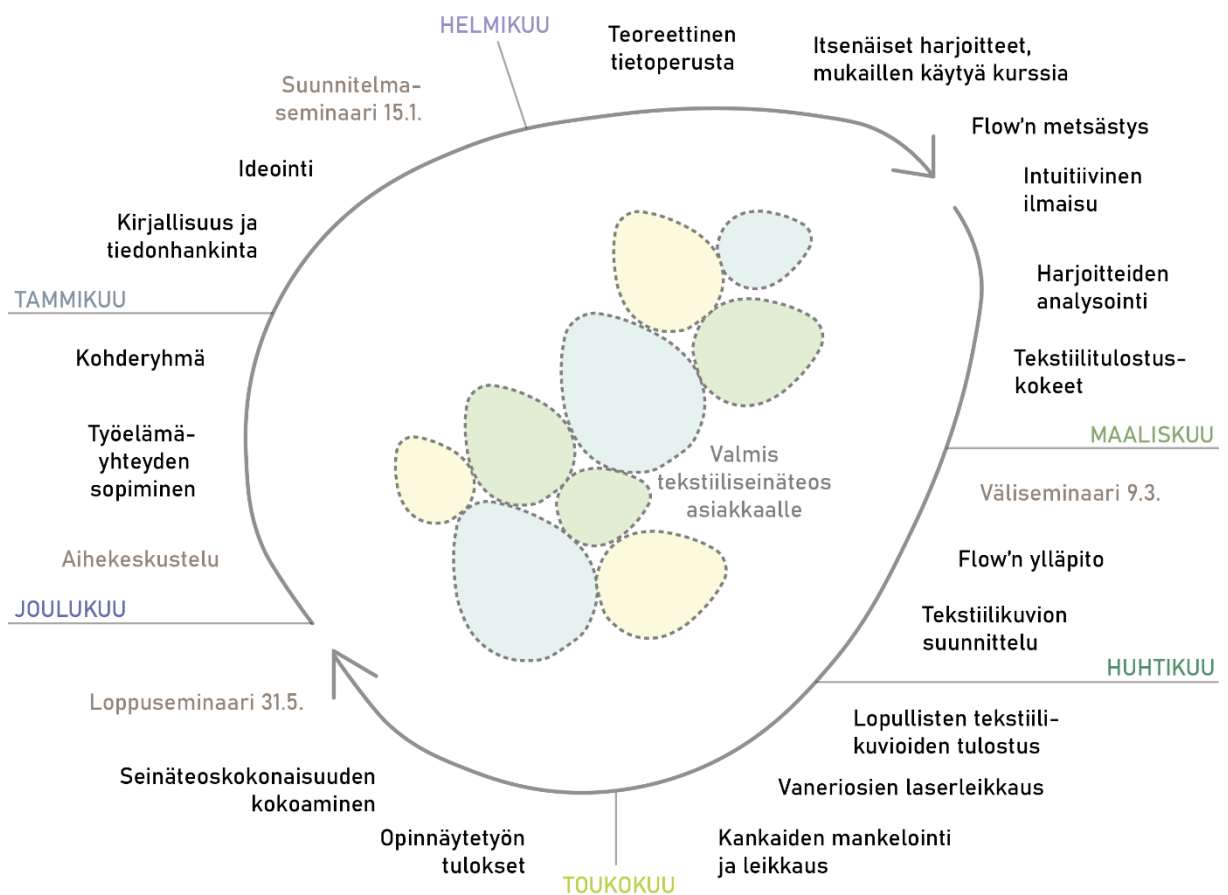 HELMIKUU
Teoreettinen
tietoperusta
Itsenäiset harjoitteet,
mukaillen käytyä kurssia
Suunnitelma-
seminaari 15.1.
Flow'n metsästys
Ideointi
Intuitiivinen
ilmaisu
Kirjallisuus ja
tiedonhankinta
Harjoitteiden
analysointi
TAMMIKUU
Kohderyhmä
Tekstiilitulostus-
kokeet
MAALISKUU
Työelämä-
yhteyden
sopiminen
Valmis
tekstiiliseinäteos
asiakkaalle
Väliseminaari 9.3.
Aihekeskustelu
Flow'n ylläpito
JOULUKUU
Tekstiilikuvion
suunnittelu
HUHTIKUU
Loppuseminaari 31.5.
Lopullisten tekstiili-
kuvioiden tulostus
Seinäteoskokonaisuuden
kokoaminen
Vaneriosien laserleikkaus
Opinnäytetyön
tulokset
Kankaiden mankelointi
ja leikkaus
TOUKOKUU